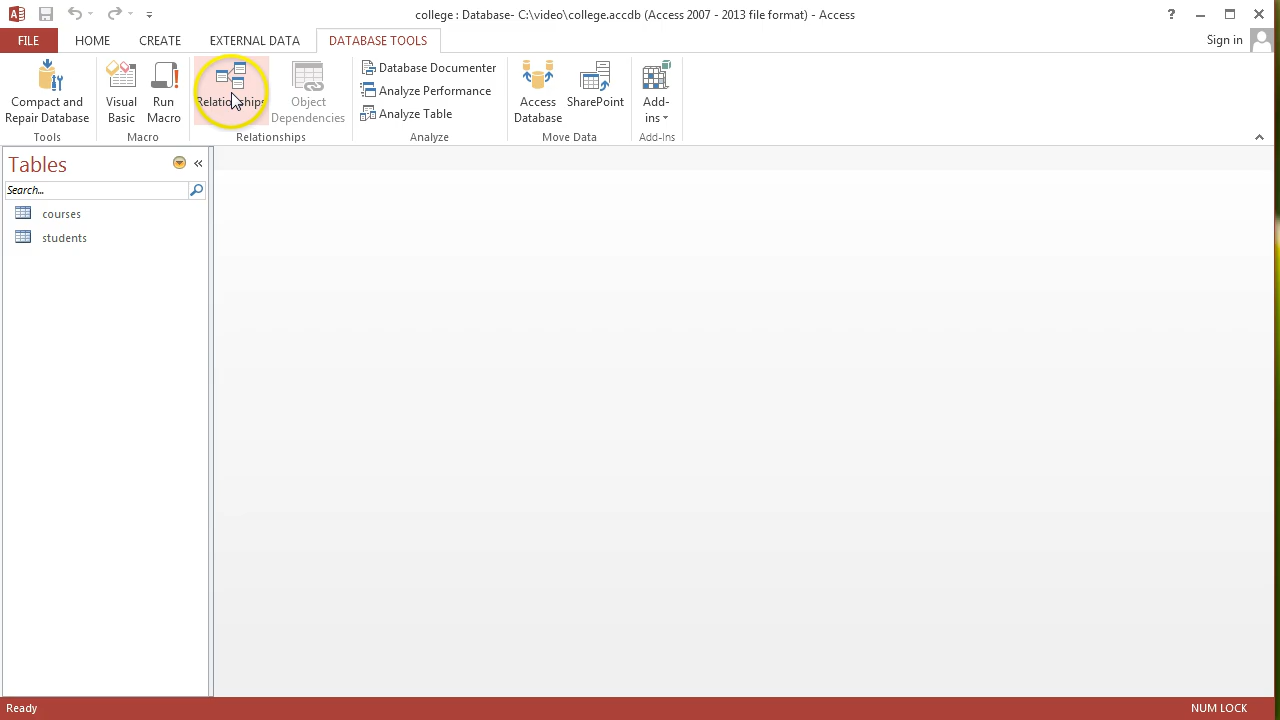 college : Database- C:\video\college.accdb (Access 2007 - 2013 file format) - Access
?
FILE HOME CREATE EXTERNAL DATA DATABASE TOOLS Sign in
Compact and Repair Database
Visual Basic
Run Macro
Relationships
Object Dependencies
Database Documenter
Analyze Performance
Analyze Table
Access Database
SharePoint
Add-ins
Tools Macro Relationships Analyze Move Data Add-Ins
Tables «
Search...
courses
students
Ready NUM LOCK